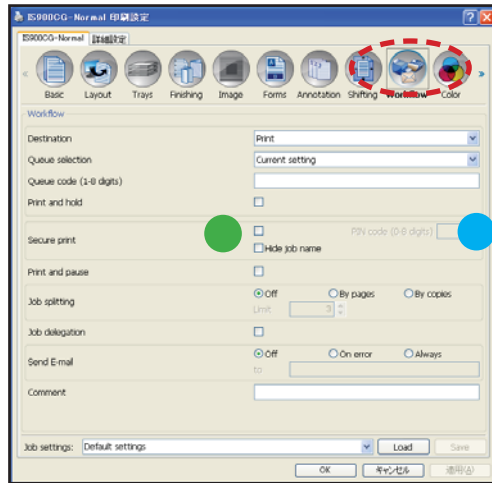 IS900CG-Normal 印刷設定
IS900CG-Normal 詳細設定
« Basic Layout Trays Finishing Image Forms Annotation Shifting Workflow Color »
Workflow
Destination Print
Queue selection Current setting
Queue code (1-8 digits)
Print and hold
Secure print PIN code (0-8 digits)
Hide job name
Print and pause
Job splitting Off By pages By copies
Limit 3
Job delegation
Send E-mail Off On error Always
to
Comment
Job settings: Default settings Load Save
OK キャンセル 適用(A)